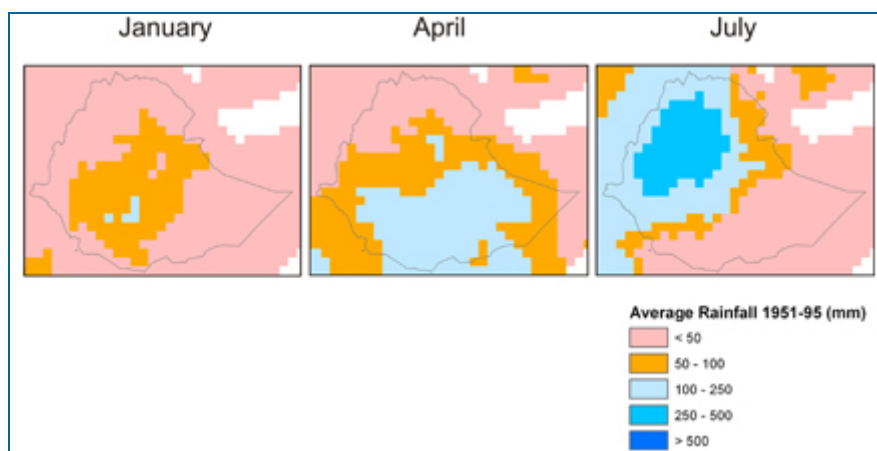 January
April
July
Average Rainfall 1951-95 (mm)
< 50
50 - 100
100 - 250
250 - 500
> 500